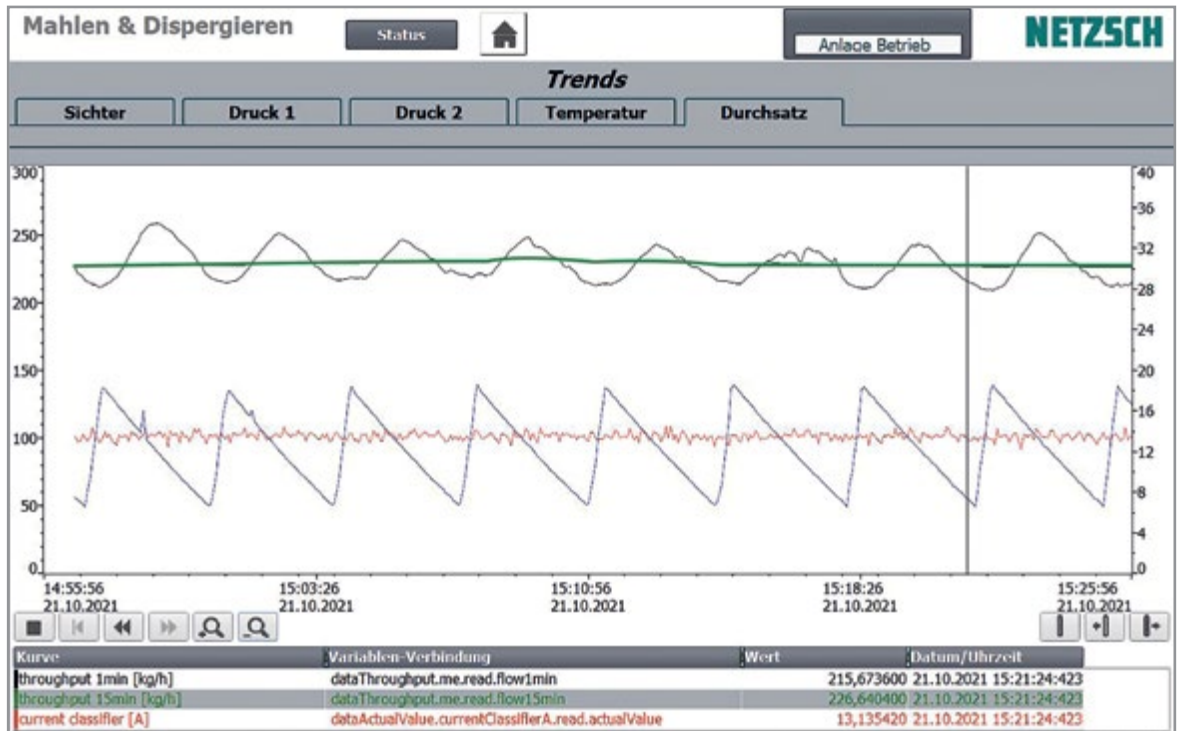 Mahlen & Dispergieren
Status
Anlage Betrieb
NETZSCH
Trends
Sichter Druck 1 Druck 2 Temperatur Durchsatz
300 40
36
250
32
200 28
24
150 20
16
100
12
50 8
4
0 0
14:55:56 15:03:26 15:10:56 15:18:26 15:25:56
21.10.2021 21.10.2021 21.10.2021 21.10.2021 21.10.2021
Kurve Variablen-Verbindung Wert Datum/Uhrzeit
throughput 1min [kg/h] dataThroughput.me.read.flow1min 215,673600 21.10.2021 15:21:24:423
throughput 15min [kg/h] dataThroughput.me.read.flow15min 226,640400 21.10.2021 15:21:24:423
current classifier [A] dataActualValue.currentClassifierA.read.actualValue 13,135420 21.10.2021 15:21:24:423